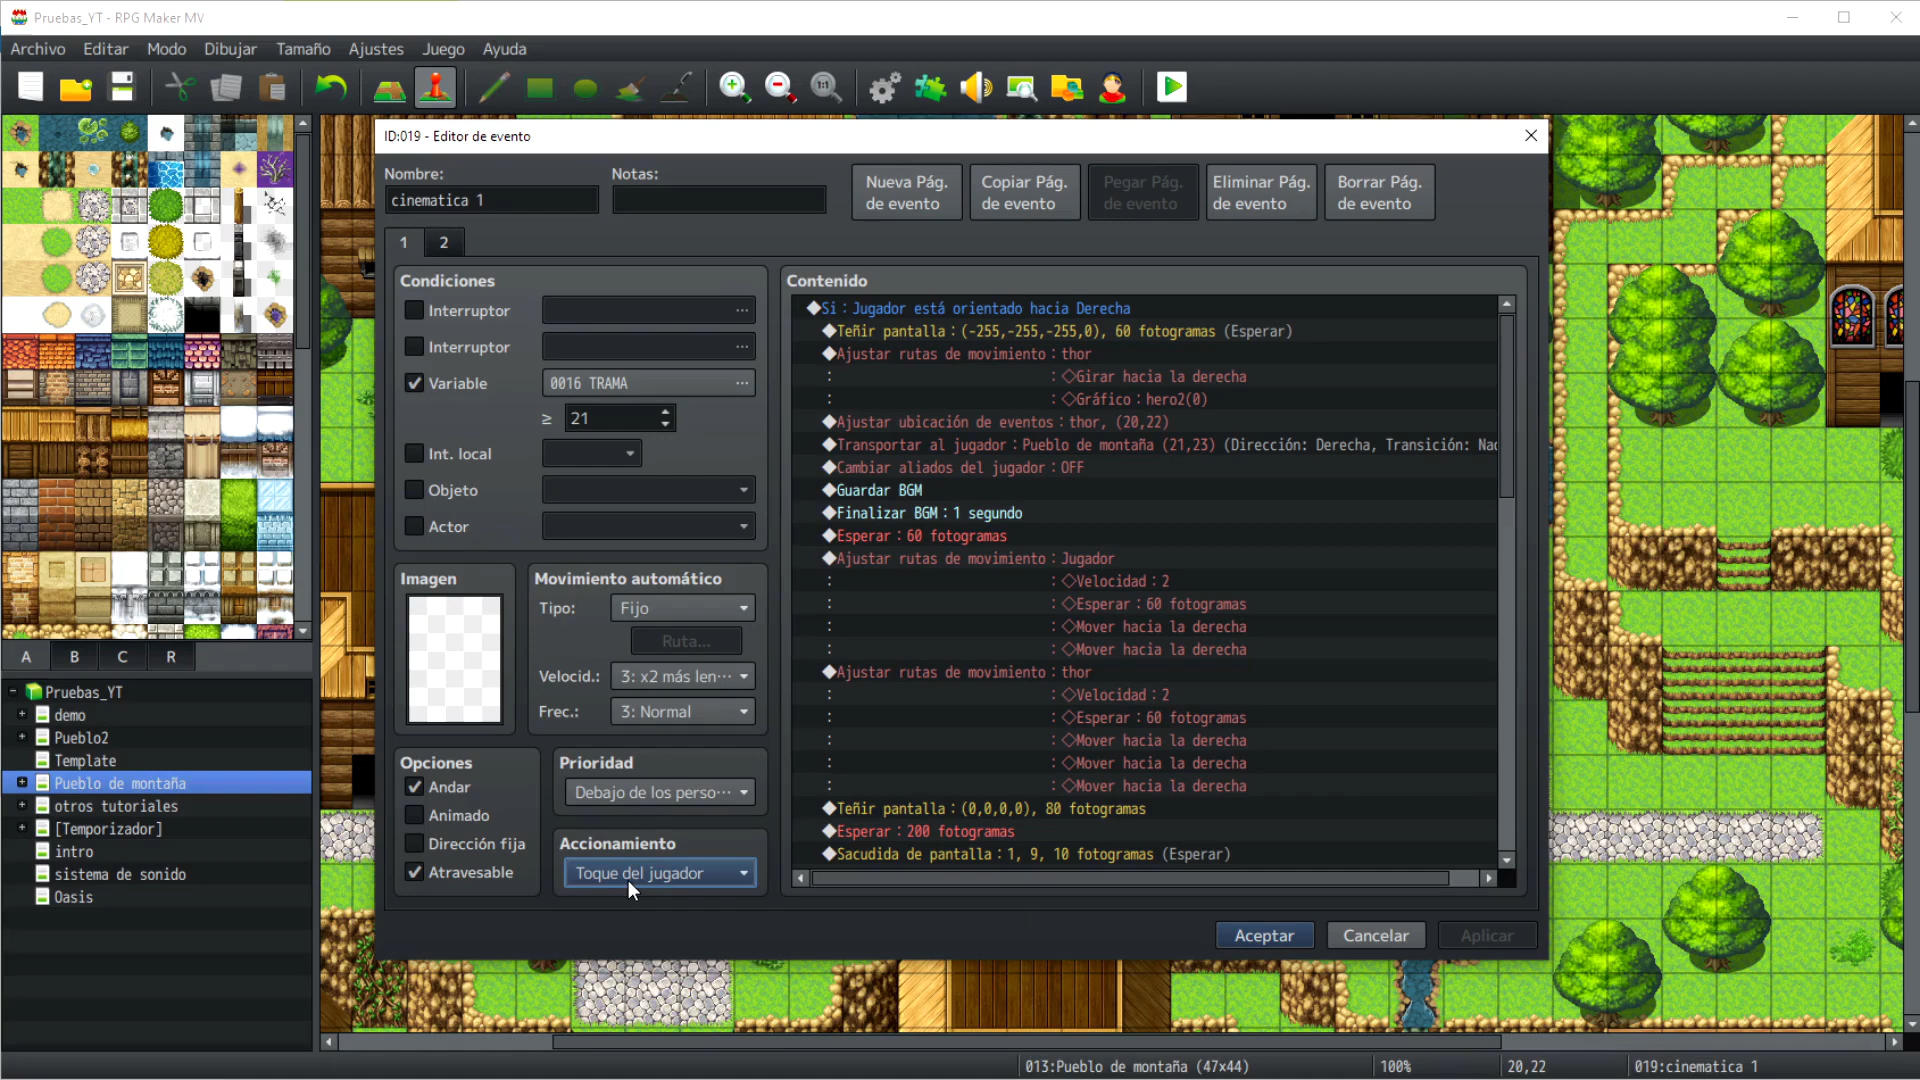 Pruebas_YT - RPG Maker MV
Archivo Editar Modo Dibujar Tamaño Ajustes Juego Ayuda
1:1
ID:019 - Editor de evento
Nombre:
cinematica 1
Notas:
Nueva Pág.
de evento
Copiar Pág.
de evento
Pegar Pág.
de evento
Eliminar Pág.
de evento
Borrar Pág.
de evento
1 2
Condiciones
Interruptor ...
Interruptor ...
Variable 0016 TRAMA ...
≥ 21
Int. local
Objeto
Actor
Imagen
Movimiento automático
Tipo: Fijo
Ruta...
Velocid.: 3: x2 más len...
Frec.: 3: Normal
Opciones
Andar
Animado
Dirección fija
Atravesable
Prioridad
Debajo de los perso...
Accionamiento
Toque del jugador
Contenido
◆Si：Jugador está orientado hacia Derecha
◆Teñir pantalla：(-255,-255,-255,0), 60 fotogramas (Esperar)
◆Ajustar rutas de movimiento：thor
：　：◇Girar hacia la derecha
：　：◇Gráfico：hero2(0)
◆Ajustar ubicación de eventos：thor, (20,22)
◆Transportar al jugador：Pueblo de montaña (21,23) (Dirección: Derecha, Transición: Nad
◆Cambiar aliados del jugador：OFF
◆Guardar BGM
◆Finalizar BGM：1 segundo
◆Esperar：60 fotogramas
◆Ajustar rutas de movimiento：Jugador
：　：◇Velocidad：2
：　：◇Esperar：60 fotogramas
：　：◇Mover hacia la derecha
：　：◇Mover hacia la derecha
◆Ajustar rutas de movimiento：thor
：　：◇Velocidad：2
：　：◇Esperar：60 fotogramas
：　：◇Mover hacia la derecha
：　：◇Mover hacia la derecha
：　：◇Mover hacia la derecha
◆Teñir pantalla：(0,0,0,0), 80 fotogramas
◆Esperar：200 fotogramas
◆Sacudida de pantalla：1, 9, 10 fotogramas (Esperar)
Aceptar Cancelar Aplicar
A B C R
Pruebas_YT
demo
Pueblo2
Template
Pueblo de montaña
otros tutoriales
[Temporizador]
intro
sistema de sonido
Oasis
013:Pueblo de montaña (47x44) 100% 20,22 019:cinematica 1